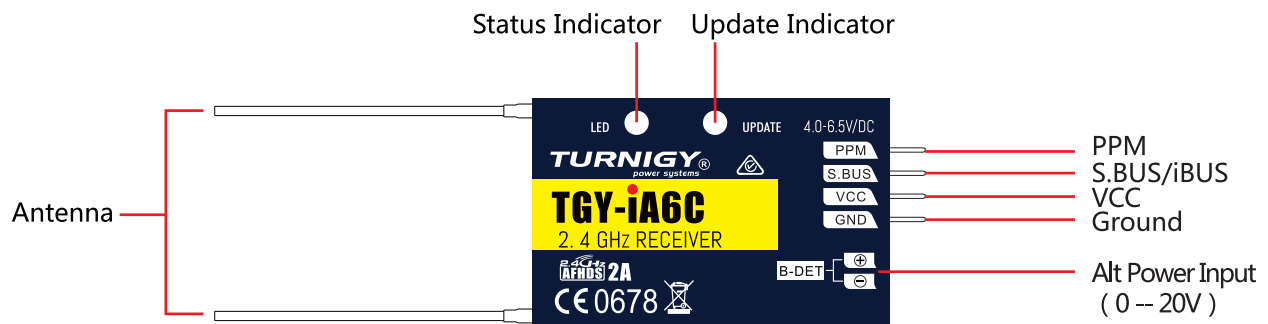 Status Indicator
Update Indicator
LED
UPDATE
4.0-6.5V/DC
TURNIGY®
power systems
PPM
S.BUS
VCC
GND
PPM
S.BUS/iBUS
VCC
Ground
Antenna
TGY-iA6C
2.4 GHz RECEIVER
2.4GHz
AFHDS 2A
CE0678
B-DET
Alt Power Input
( 0 -- 20V )